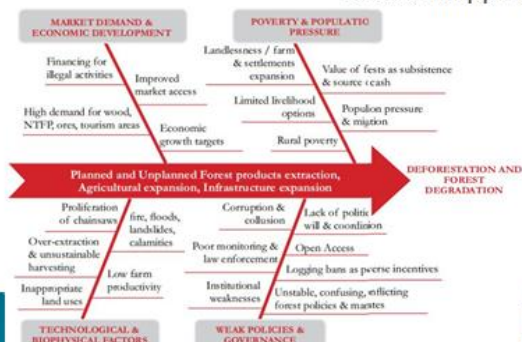 MARKET DEMAND &
ECONOMIC DEVELOPMENT
POVERTY & POPULATIC
PRESSURE
Financing for
illegal activities
Improved
market access
High demand for wood,
NTFP, ores, tourism areas
Economic
growth targets
Landlessness / farm
& settlements
expansion
Limited livelihood
options
Rural poverty
Value of fests as subsistence
& source cash
Populion pressure
& migtion
Planned and Unplanned Forest products extraction,
Agricultural expansion, Infrastructure expansion
DEFORESTATION AND
FOREST
DEGRADATION
Proliferation
of chainsaws
Over-extraction
& unsustainable
harvesting
Inappropriate
land uses
fire, floods,
landslides,
calamities
Low farm
productivity
Corruption &
collusion
Poor monitoring &
law enforcement
Institutional
weaknesses
Lack of politic
will & coordinion
Open Access
Logging bans as pverse incentives
Unstable, confusing, nflicting
forest policies & mandtes
TECHNOLOGICAL &
BIOPHYSICAL FACTORS
WEAK POLICIES &
GOVERNANCE